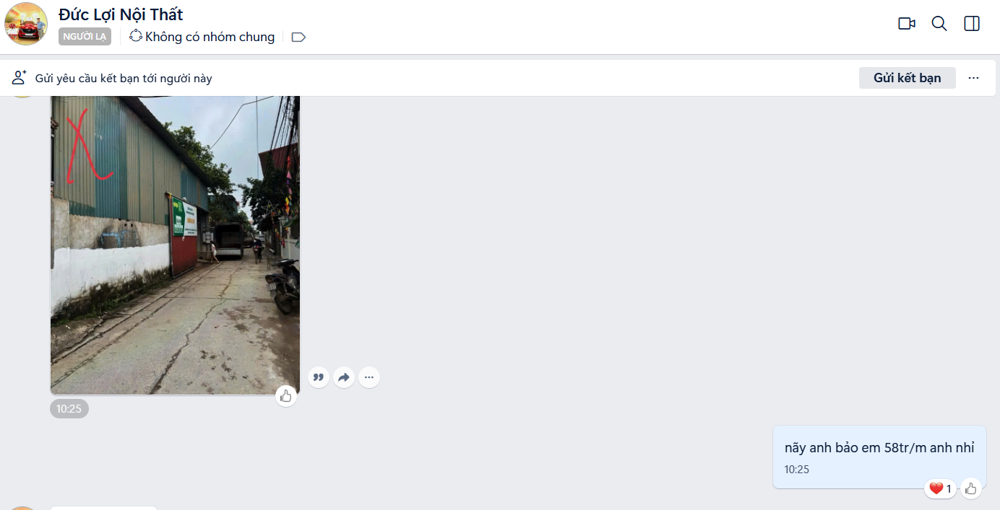 Đức Lợi Nội Thất
NGƯỜI LẠ
Không có nhóm chung
Gửi yêu cầu kết bạn tới người này
Gửi kết bạn
10:25
nãy anh bảo em 58tr/m anh nhỉ
10:25
1